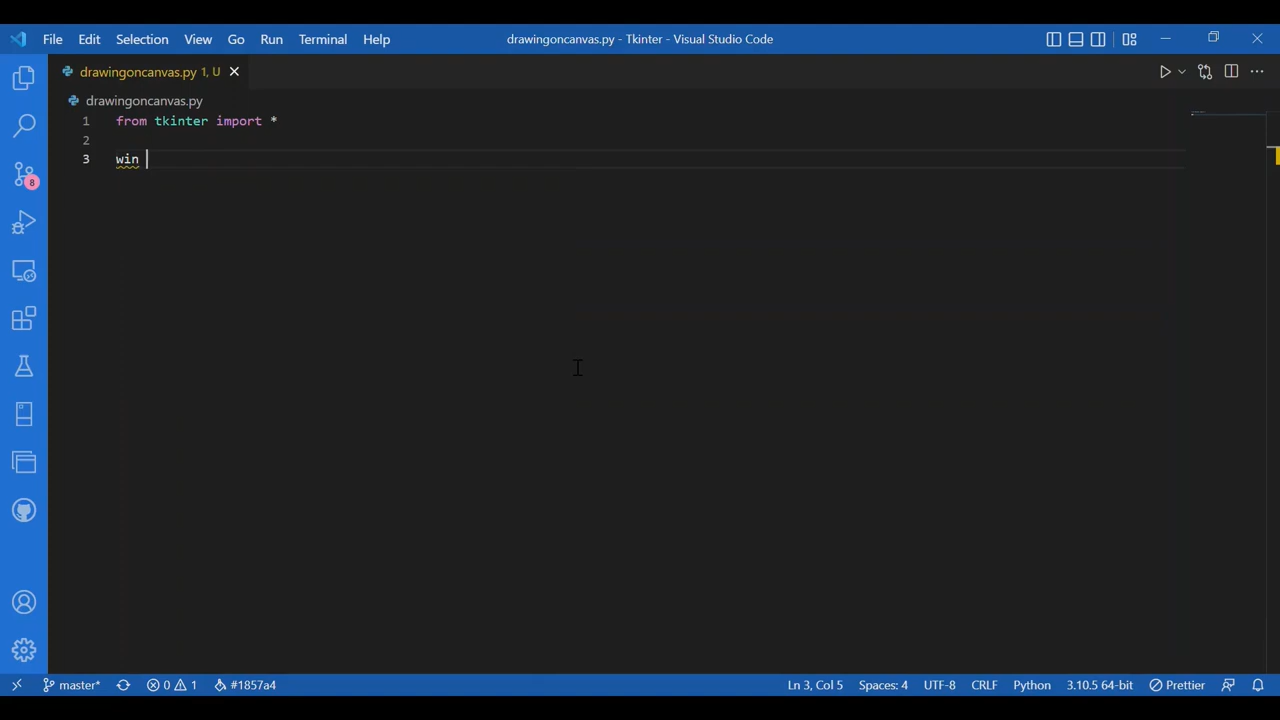 File Edit Selection View Go Run Terminal Help drawingoncanvas.py - Tkinter - Visual Studio Code
drawingoncanvas.py 1, U
drawingoncanvas.py
1 from tkinter import *
2
3 win
8
master* 0 1 #1857a4 Ln 3, Col 5 Spaces: 4 UTF-8 CRLF Python 3.10.5 64-bit Prettier